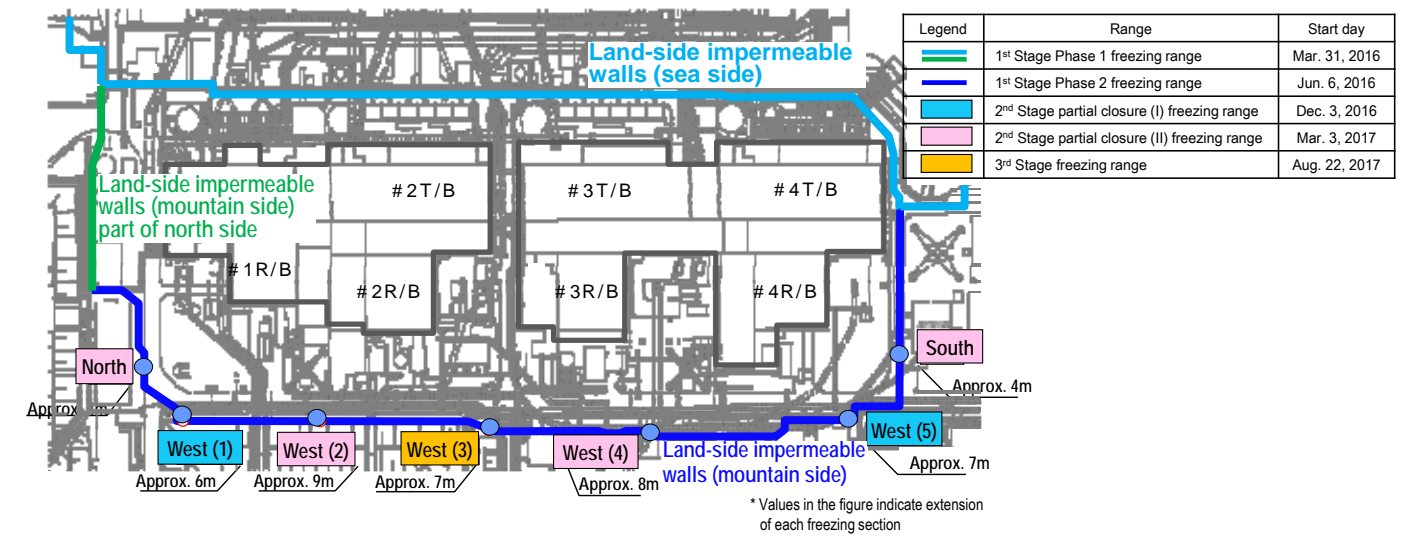 Land-side impermeable
walls (sea side)
Legend Range Start day
1st Stage Phase 1 freezing range Mar. 31, 2016
1st Stage Phase 2 freezing range Jun. 6, 2016
2nd Stage partial closure (I) freezing range Dec. 3, 2016
2nd Stage partial closure (II) freezing range Mar. 3, 2017
3rd Stage freezing range Aug. 22, 2017
Land-side impermeable
walls (mountain side)
part of north side
#2T/B
#3T/B
#4T/B
#1R/B
#2R/B
#3R/B
#4R/B
North
South
Approx.
Approx. 4m
West (1)
West (2)
West (3)
West (4)
West (5)
Approx. 6m
Approx. 9m
Approx. 7m
Approx. 8m
Approx. 7m
Land-side impermeable
walls (mountain side)
* Values in the figure indicate extension
of each freezing section